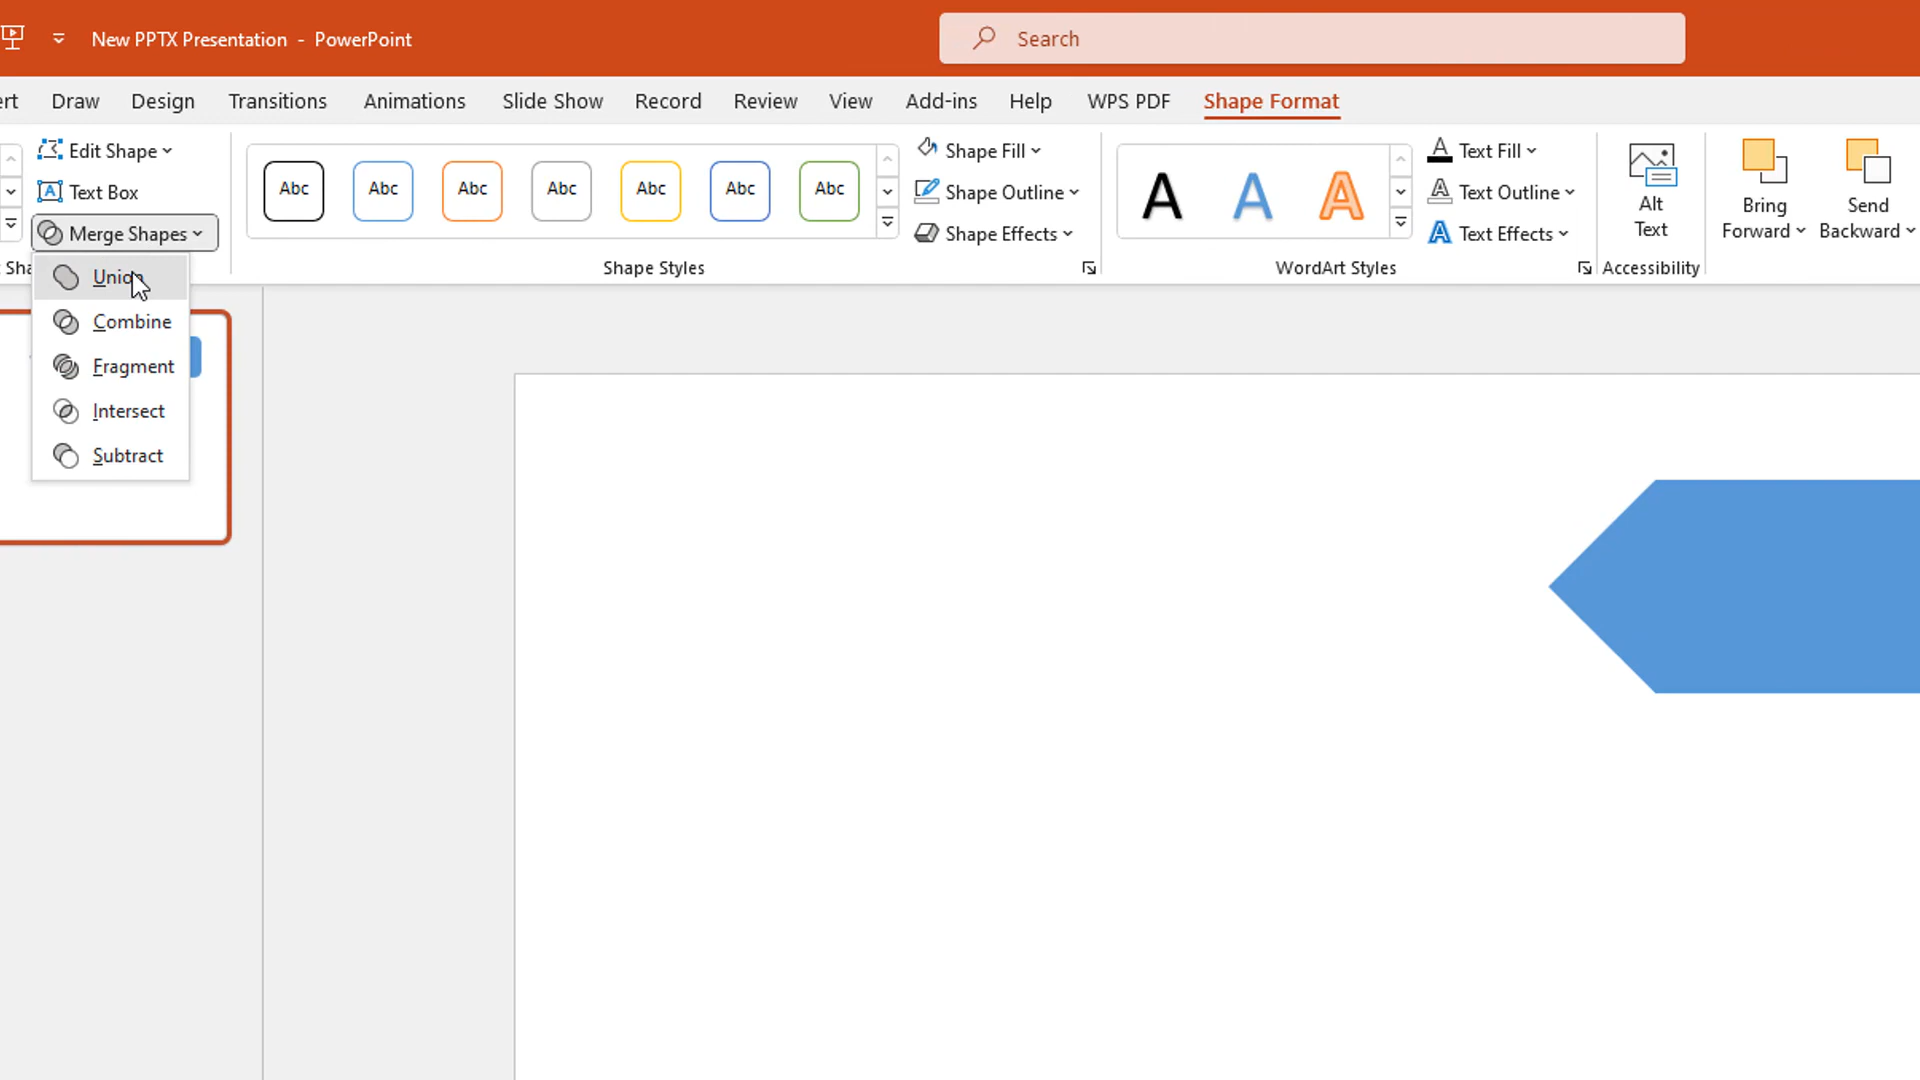 New PPTX Presentation - PowerPoint
Search
Draw Design Transitions Animations Slide Show Record Review View Add-ins Help WPS PDF Shape Format
Edit Shape
Text Box
Merge Shapes
Union
Combine
Fragment
Intersect
Subtract
Abc Abc Abc Abc Abc Abc Abc
Shape Styles
Shape Fill
Shape Outline
Shape Effects
A A A
WordArt Styles
Text Fill
Text Outline
Text Effects
Alt
Text
Accessibility
Bring
Forward
Send
Backward